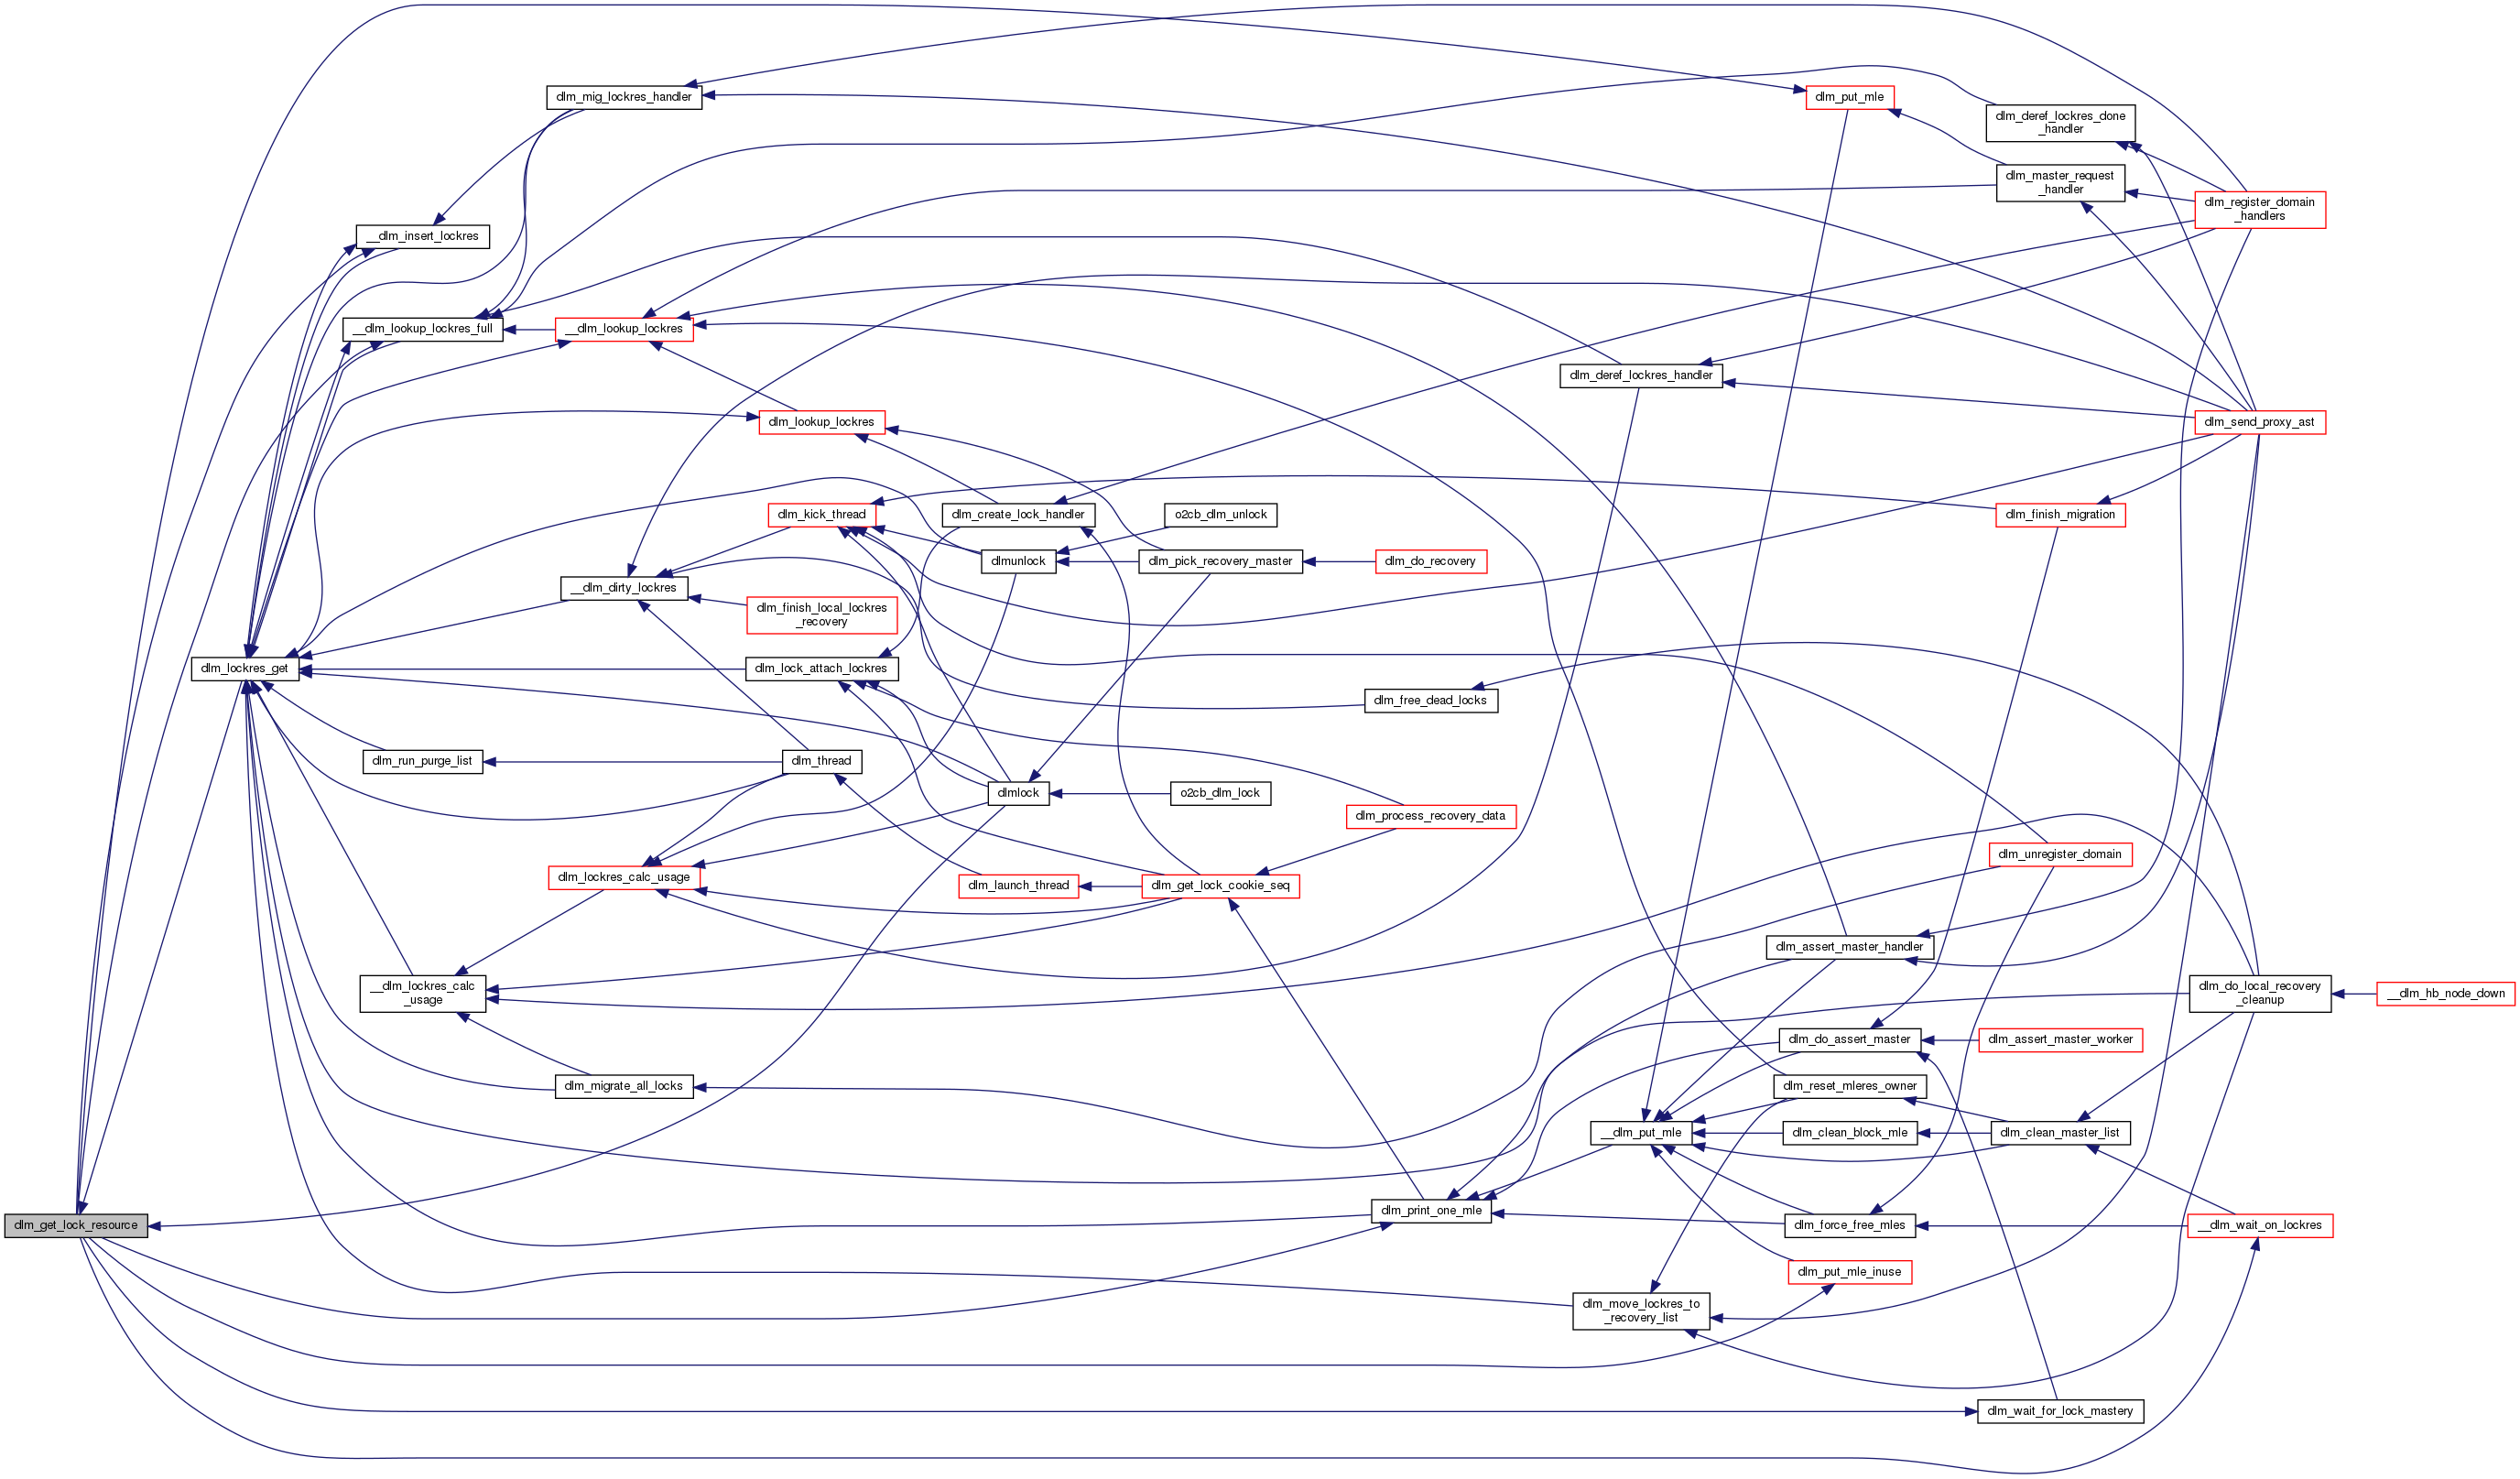 dlm_mig_lockres_handler
dlm_put_mle
dlm_deref_lockres_done
_handler
dlm_master_request
_handler
dlm_register_domain
_handlers
__dlm_insert_lockres
__dlm_lookup_lockres_full
__dlm_lookup_lockres
dlm_deref_lockres_handler
dlm_lookup_lockres
dlm_send_proxy_ast
dlm_kick_thread
dlm_create_lock_handler
o2cb_dlm_unlock
dlm_finish_migration
dlmunlock
dlm_pick_recovery_master
dlm_do_recovery
__dlm_dirty_lockres
dlm_finish_local_lockres
_recovery
dlm_lockres_get
dlm_lock_attach_lockres
dlm_free_dead_locks
dlm_run_purge_list
dlm_thread
dlmlock
o2cb_dlm_lock
dlm_process_recovery_data
dlm_unregister_domain
dlm_lockres_calc_usage
dlm_launch_thread
dlm_get_lock_cookie_seq
dlm_assert_master_handler
__dlm_lockres_calc
_usage
dlm_do_local_recovery
_cleanup
__dlm_hb_node_down
dlm_do_assert_master
dlm_assert_master_worker
dlm_migrate_all_locks
dlm_reset_mleres_owner
__dlm_put_mle
dlm_clean_block_mle
dlm_clean_master_list
dlm_get_lock_resource
dlm_print_one_mle
dlm_force_free_mles
__dlm_wait_on_lockres
dlm_put_mle_inuse
dlm_move_lockres_to
_recovery_list
dlm_wait_for_lock_mastery